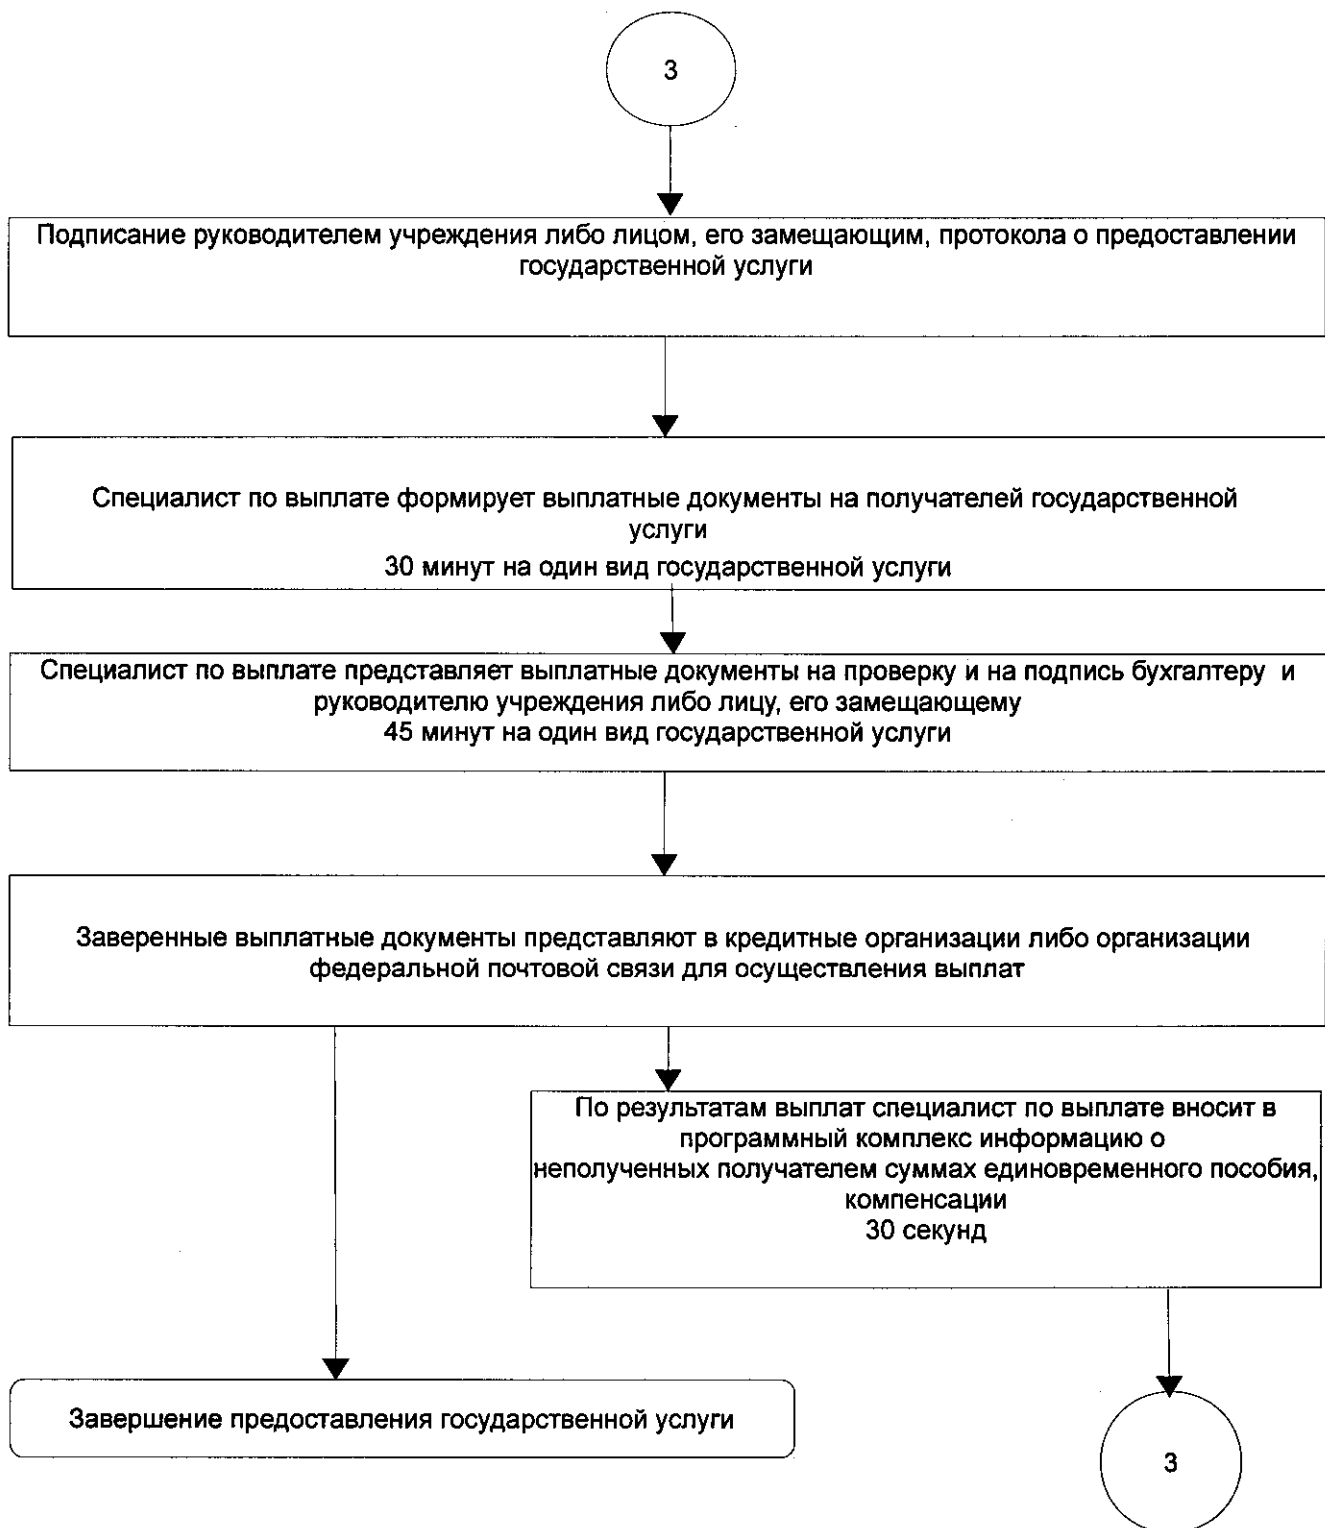 3
Подписание руководителем учреждения либо лицом, его замещающим, протокола о предоставлении
государственной услуги
Специалист по выплате формирует выплатные документы на получателей государственной
услуги
30 минут на один вид государственной услуги
Специалист по выплате представляет выплатные документы на проверку и на подпись бухгалтеру и
руководителю учреждения либо лицу, его замещающему
45 минут на один вид государственной услуги
Заверенные выплатные документы представляют в кредитные организации либо организации
федеральной почтовой связи для осуществления выплат
По результатам выплат специалист по выплате вносит в
программный комплекс информацию о
неполученных получателем суммах единовременного пособия,
компенсации
30 секунд
Завершение предоставления государственной услуги
3